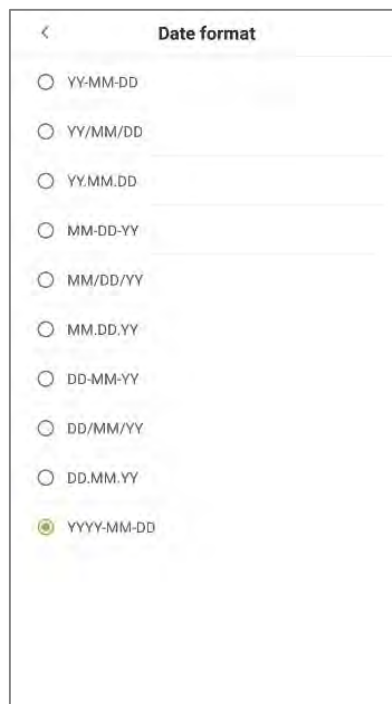 Date format
YY-MM-DD
YY/MM/DD
YY.MM.DD
MM-DD-YY
MM/DD/YY
MM.DD.YY
DD-MM-YY
DD/MM/YY
DD.MM.YY
YYYY-MM-DD